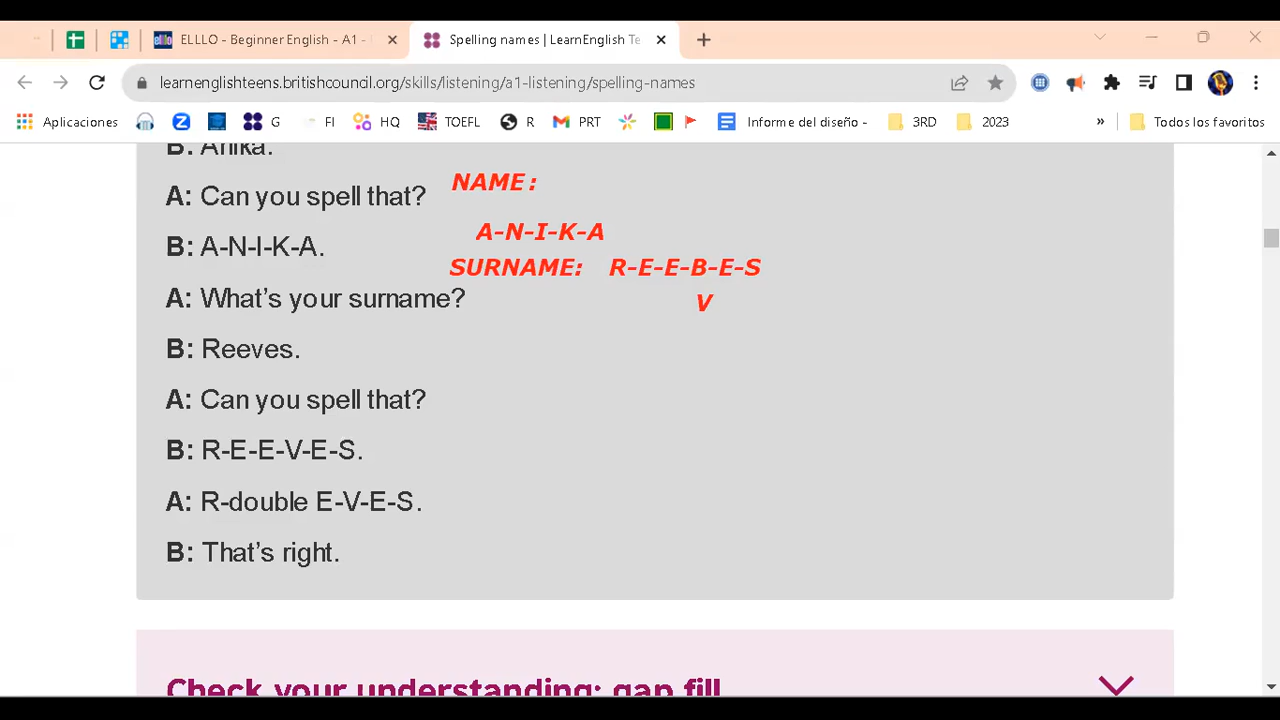 ELLLO - Beginner English - A1 -
Spelling names | LearnEnglish Te
learnenglishteens.britishcouncil.org/skills/listening/a1-listening/spelling-names
Aplicaciones G FI HQ TOEFL R PRT Informe del diseño - 3RD 2023 » Todos los favoritos
B: Anika.
A: Can you spell that? NAME:
A-N-I-K-A
B: A-N-I-K-A.
SURNAME: R-E-E-B-E-S
A: What's your surname? V
B: Reeves.
A: Can you spell that?
B: R-E-E-V-E-S.
A: R-double E-V-E-S.
B: That's right.
Check your understanding: gap fill